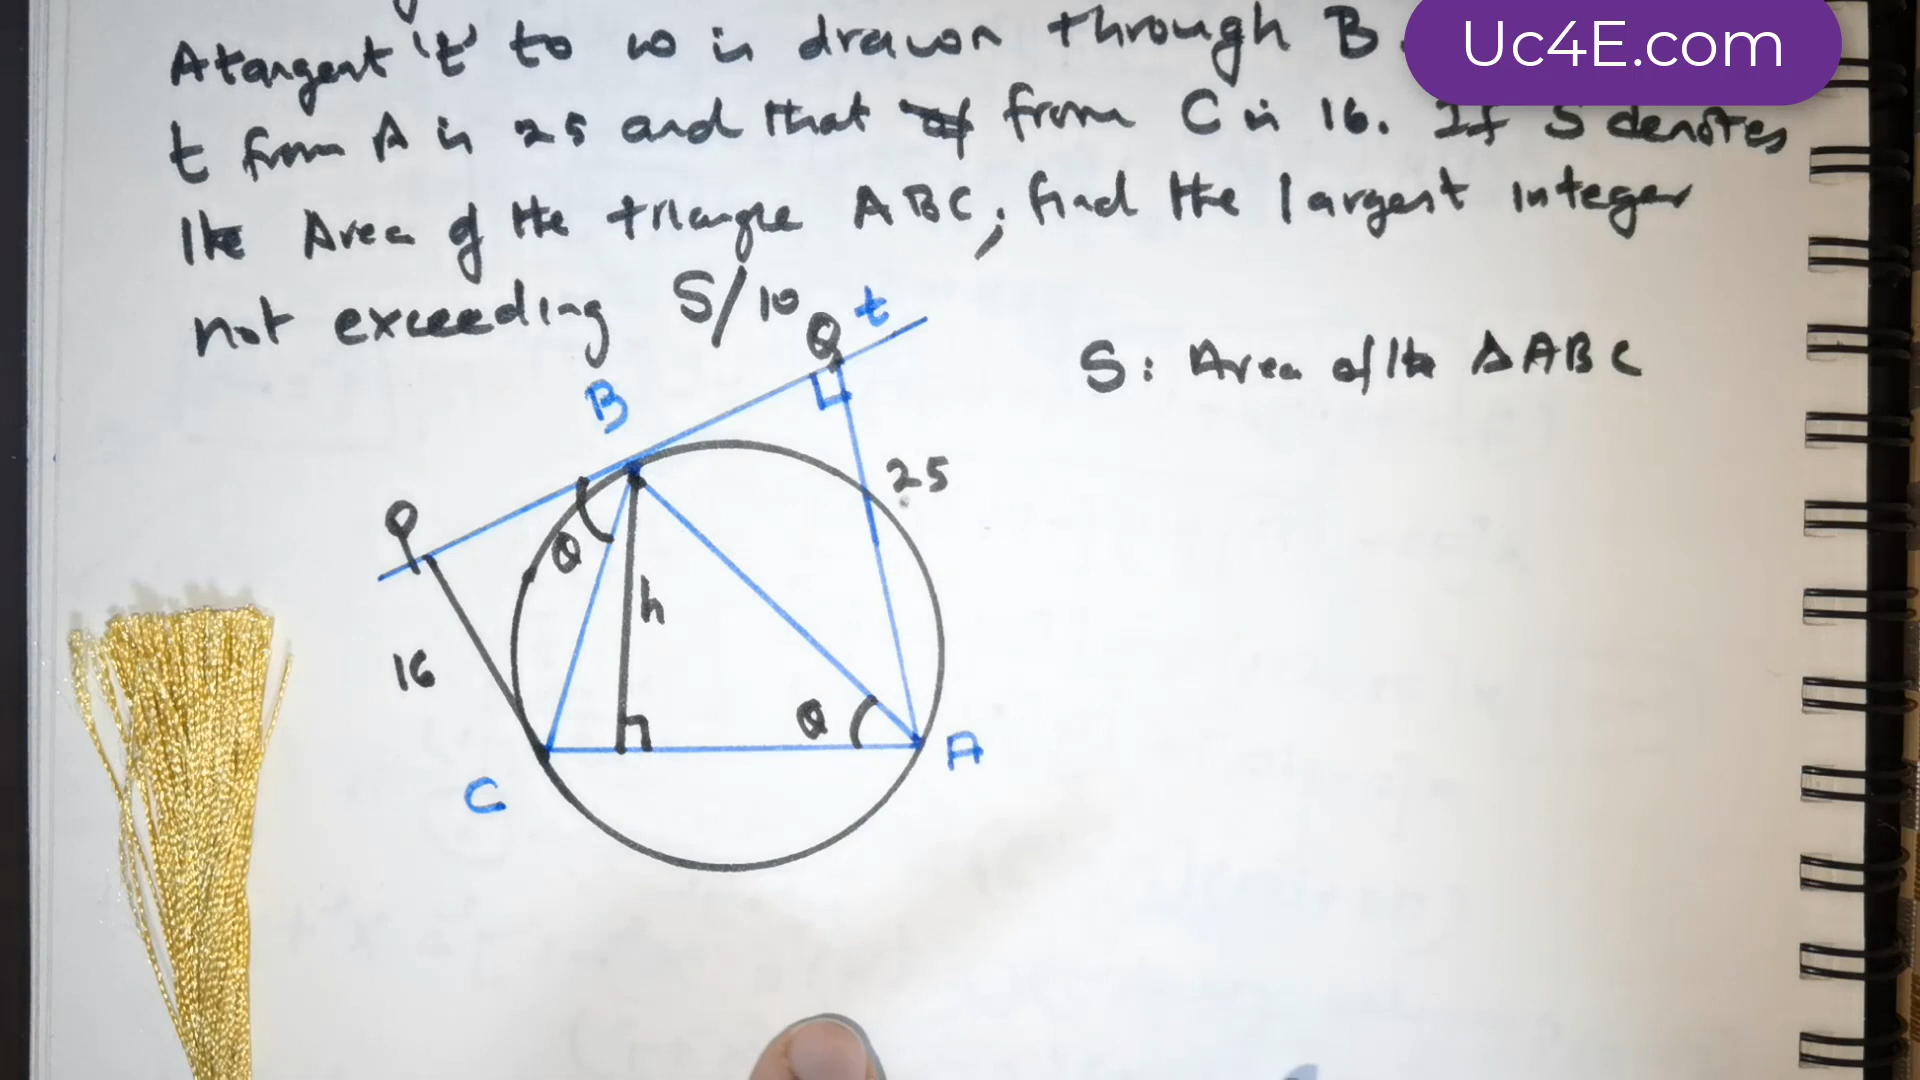 A tangent 't' to ω is drawn through B.
Uc4E.com
t from A is 25 and that from C is 16. If S denotes
the Area of the triangle ABC, find the largest integer
not exceeding S/10
Q t
S: Area of the ΔABC
B
25
P
θ
h
16
θ
A
C